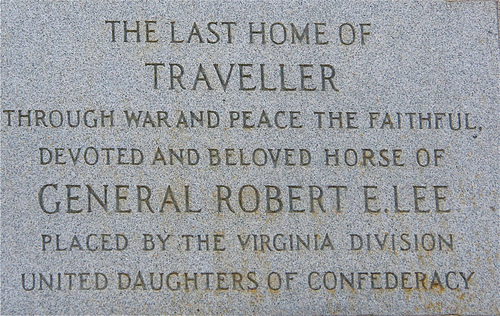 THE LAST HOME OF
TRAVELLER
THROUGH WAR AND PEACE THE FAITHFUL,
DEVOTED AND BELOVED HORSE OF
GENERAL ROBERT E. LEE
PLACED BY THE VIRGINIA DIVISION
UNITED DAUGHTERS OF CONFEDERACY